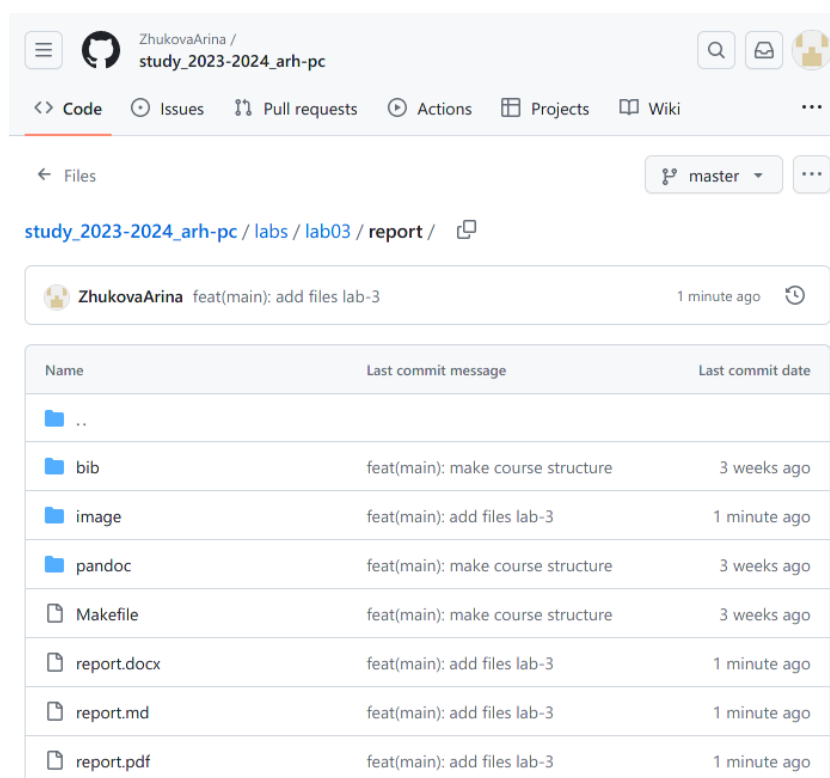 ZhukovaArina /
study_2023-2024_arh-pc
Code Issues Pull requests Actions Projects Wiki ...
Files master ...
study_2023-2024_arh-pc / labs / lab03 / report /
ZhukovaArina feat(main): add files lab-3 1 minute ago
Name Last commit message Last commit date
..
bib feat(main): make course structure 3 weeks ago
image feat(main): add files lab-3 1 minute ago
pandoc feat(main): make course structure 3 weeks ago
Makefile feat(main): make course structure 3 weeks ago
report.docx feat(main): add files lab-3 1 minute ago
report.md feat(main): add files lab-3 1 minute ago
report.pdf feat(main): add files lab-3 1 minute ago